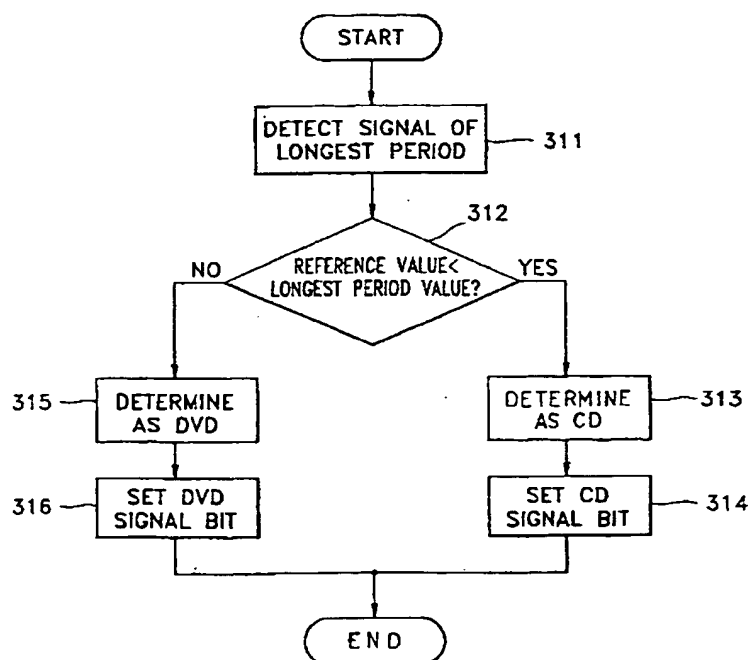 START
DETECT SIGNAL OF
LONGEST PERIOD
311
312
REFERENCE VALUE<
LONGEST PERIOD VALUE?
NO
YES
315
DETERMINE
AS DVD
DETERMINE
AS CD
313
316
SET DVD
SIGNAL BIT
SET CD
SIGNAL BIT
314
END